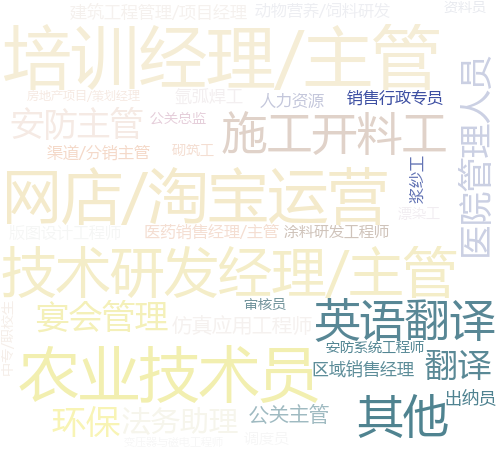 建筑工程管理/项目经理
动物营养/饲料研发
资料员
培训经理/主管
房地产项目/策划经理
氩弧焊工
人力资源
销售行政专员
安防主管
公关总监
施工开料工
医院管理人员
渠道/分销主管
砌筑工
浆纱工
网店/淘宝运营
漂染工
版图设计工程师
医药销售经理/主管
涂料研发工程师
技术研发经理/主管
审核员
宴会管理
仿真应用工程师
英语翻译
安防系统工程师
农业技术员
区域销售经理
翻译
出纳员
环保
法务助理
公关主管
其他